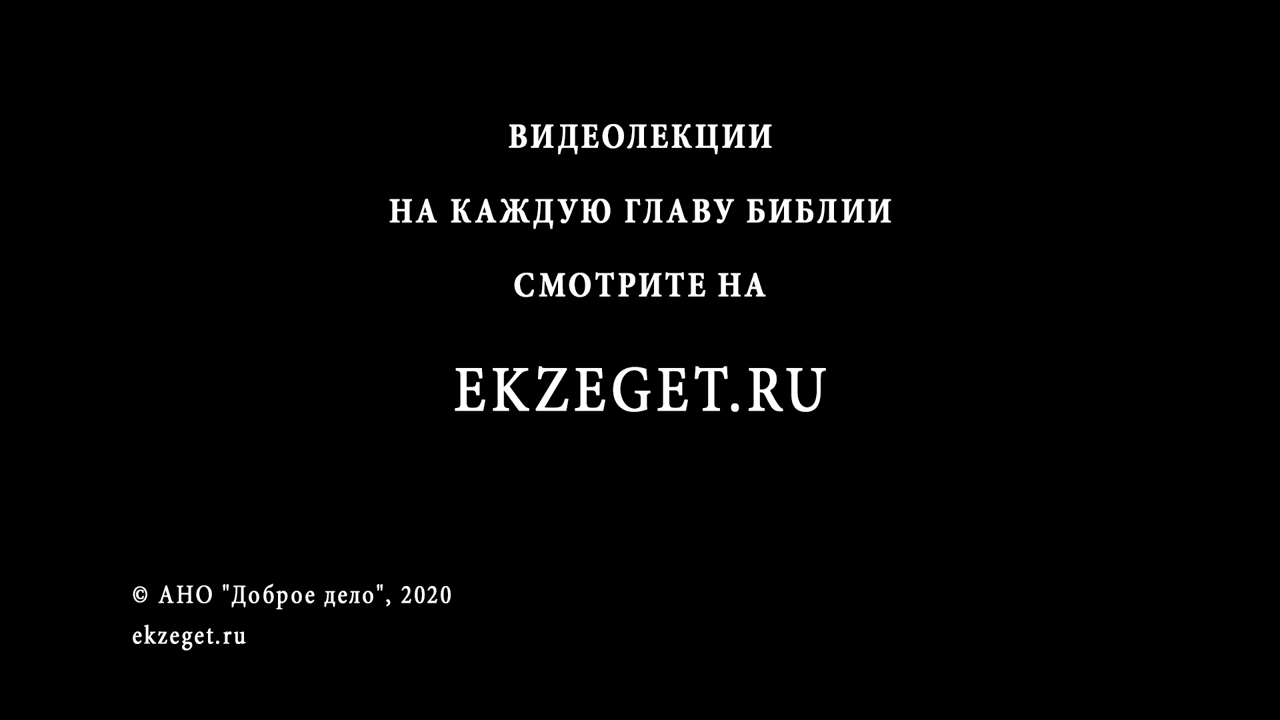 ВИДЕОЛЕКЦИИ
НА КАЖДУЮ ГЛАВУ БИБЛИИ
СМОТРИТЕ НА
EKZEGET.RU
© АНО "Доброе дело", 2020
ekzeget.ru